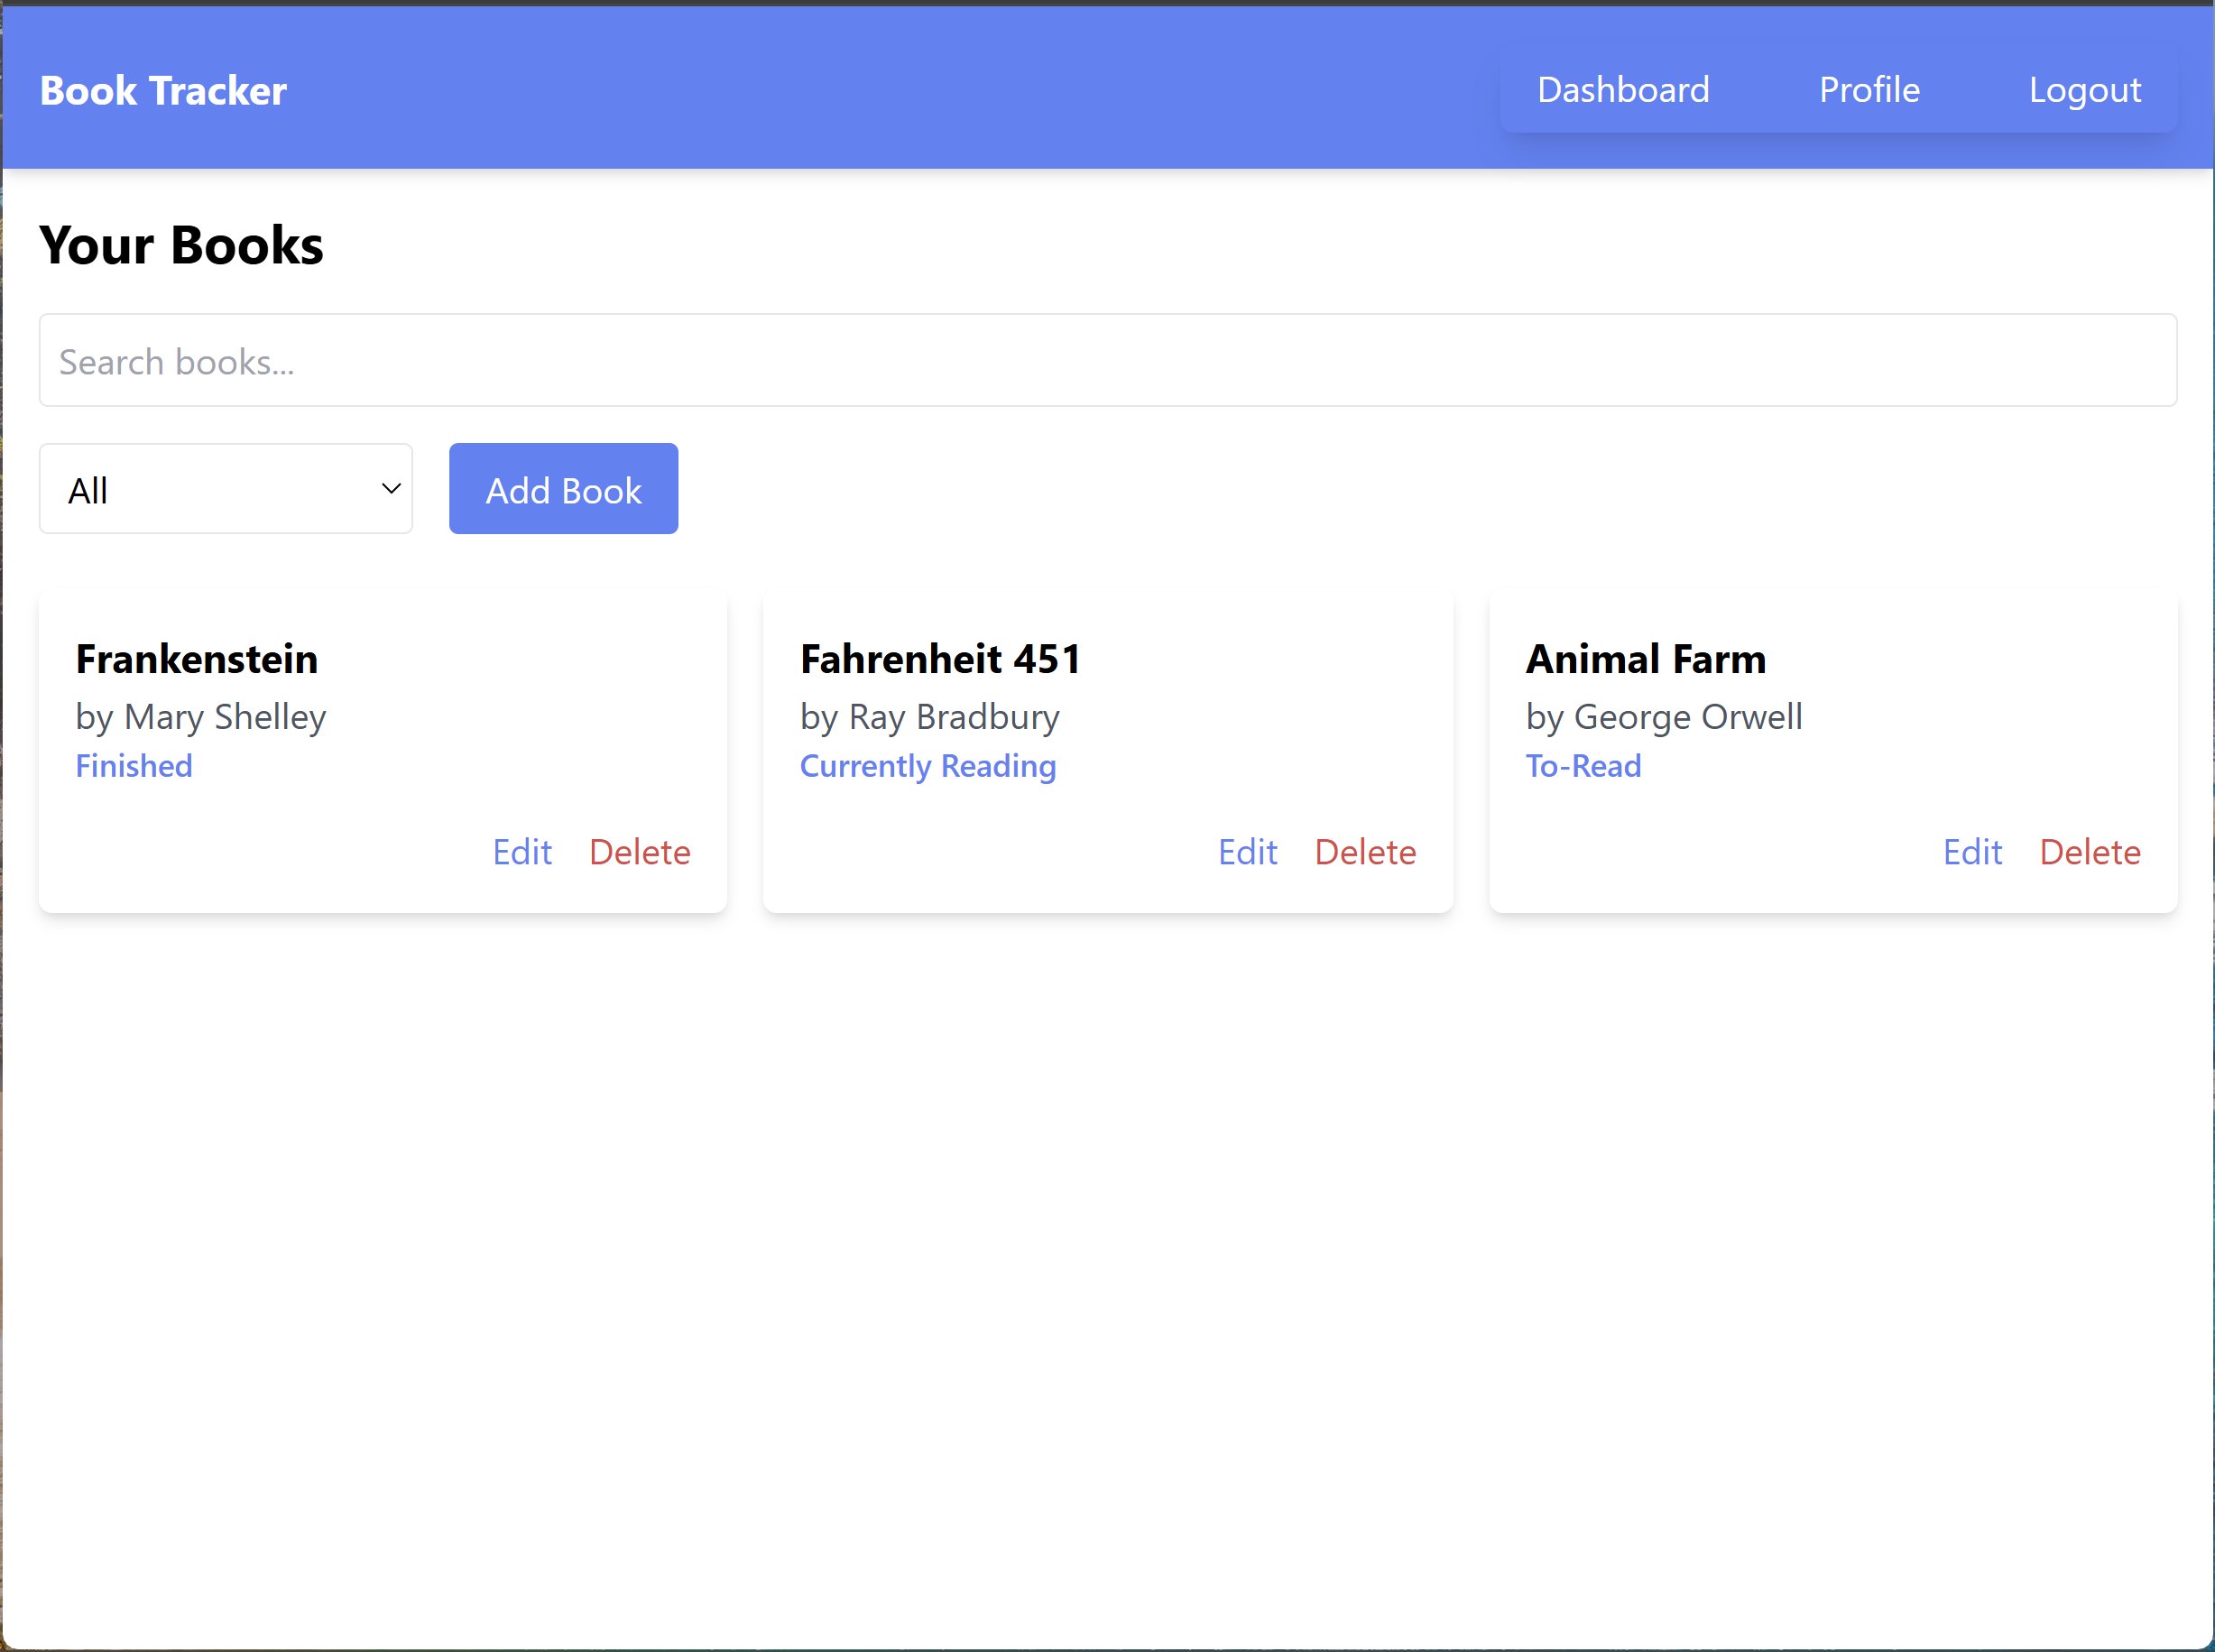 Book Tracker
Dashboard Profile Logout
Your Books
Search books...
All
Add Book
Frankenstein
by Mary Shelley
Finished
Edit Delete
Fahrenheit 451
by Ray Bradbury
Currently Reading
Edit Delete
Animal Farm
by George Orwell
To-Read
Edit Delete